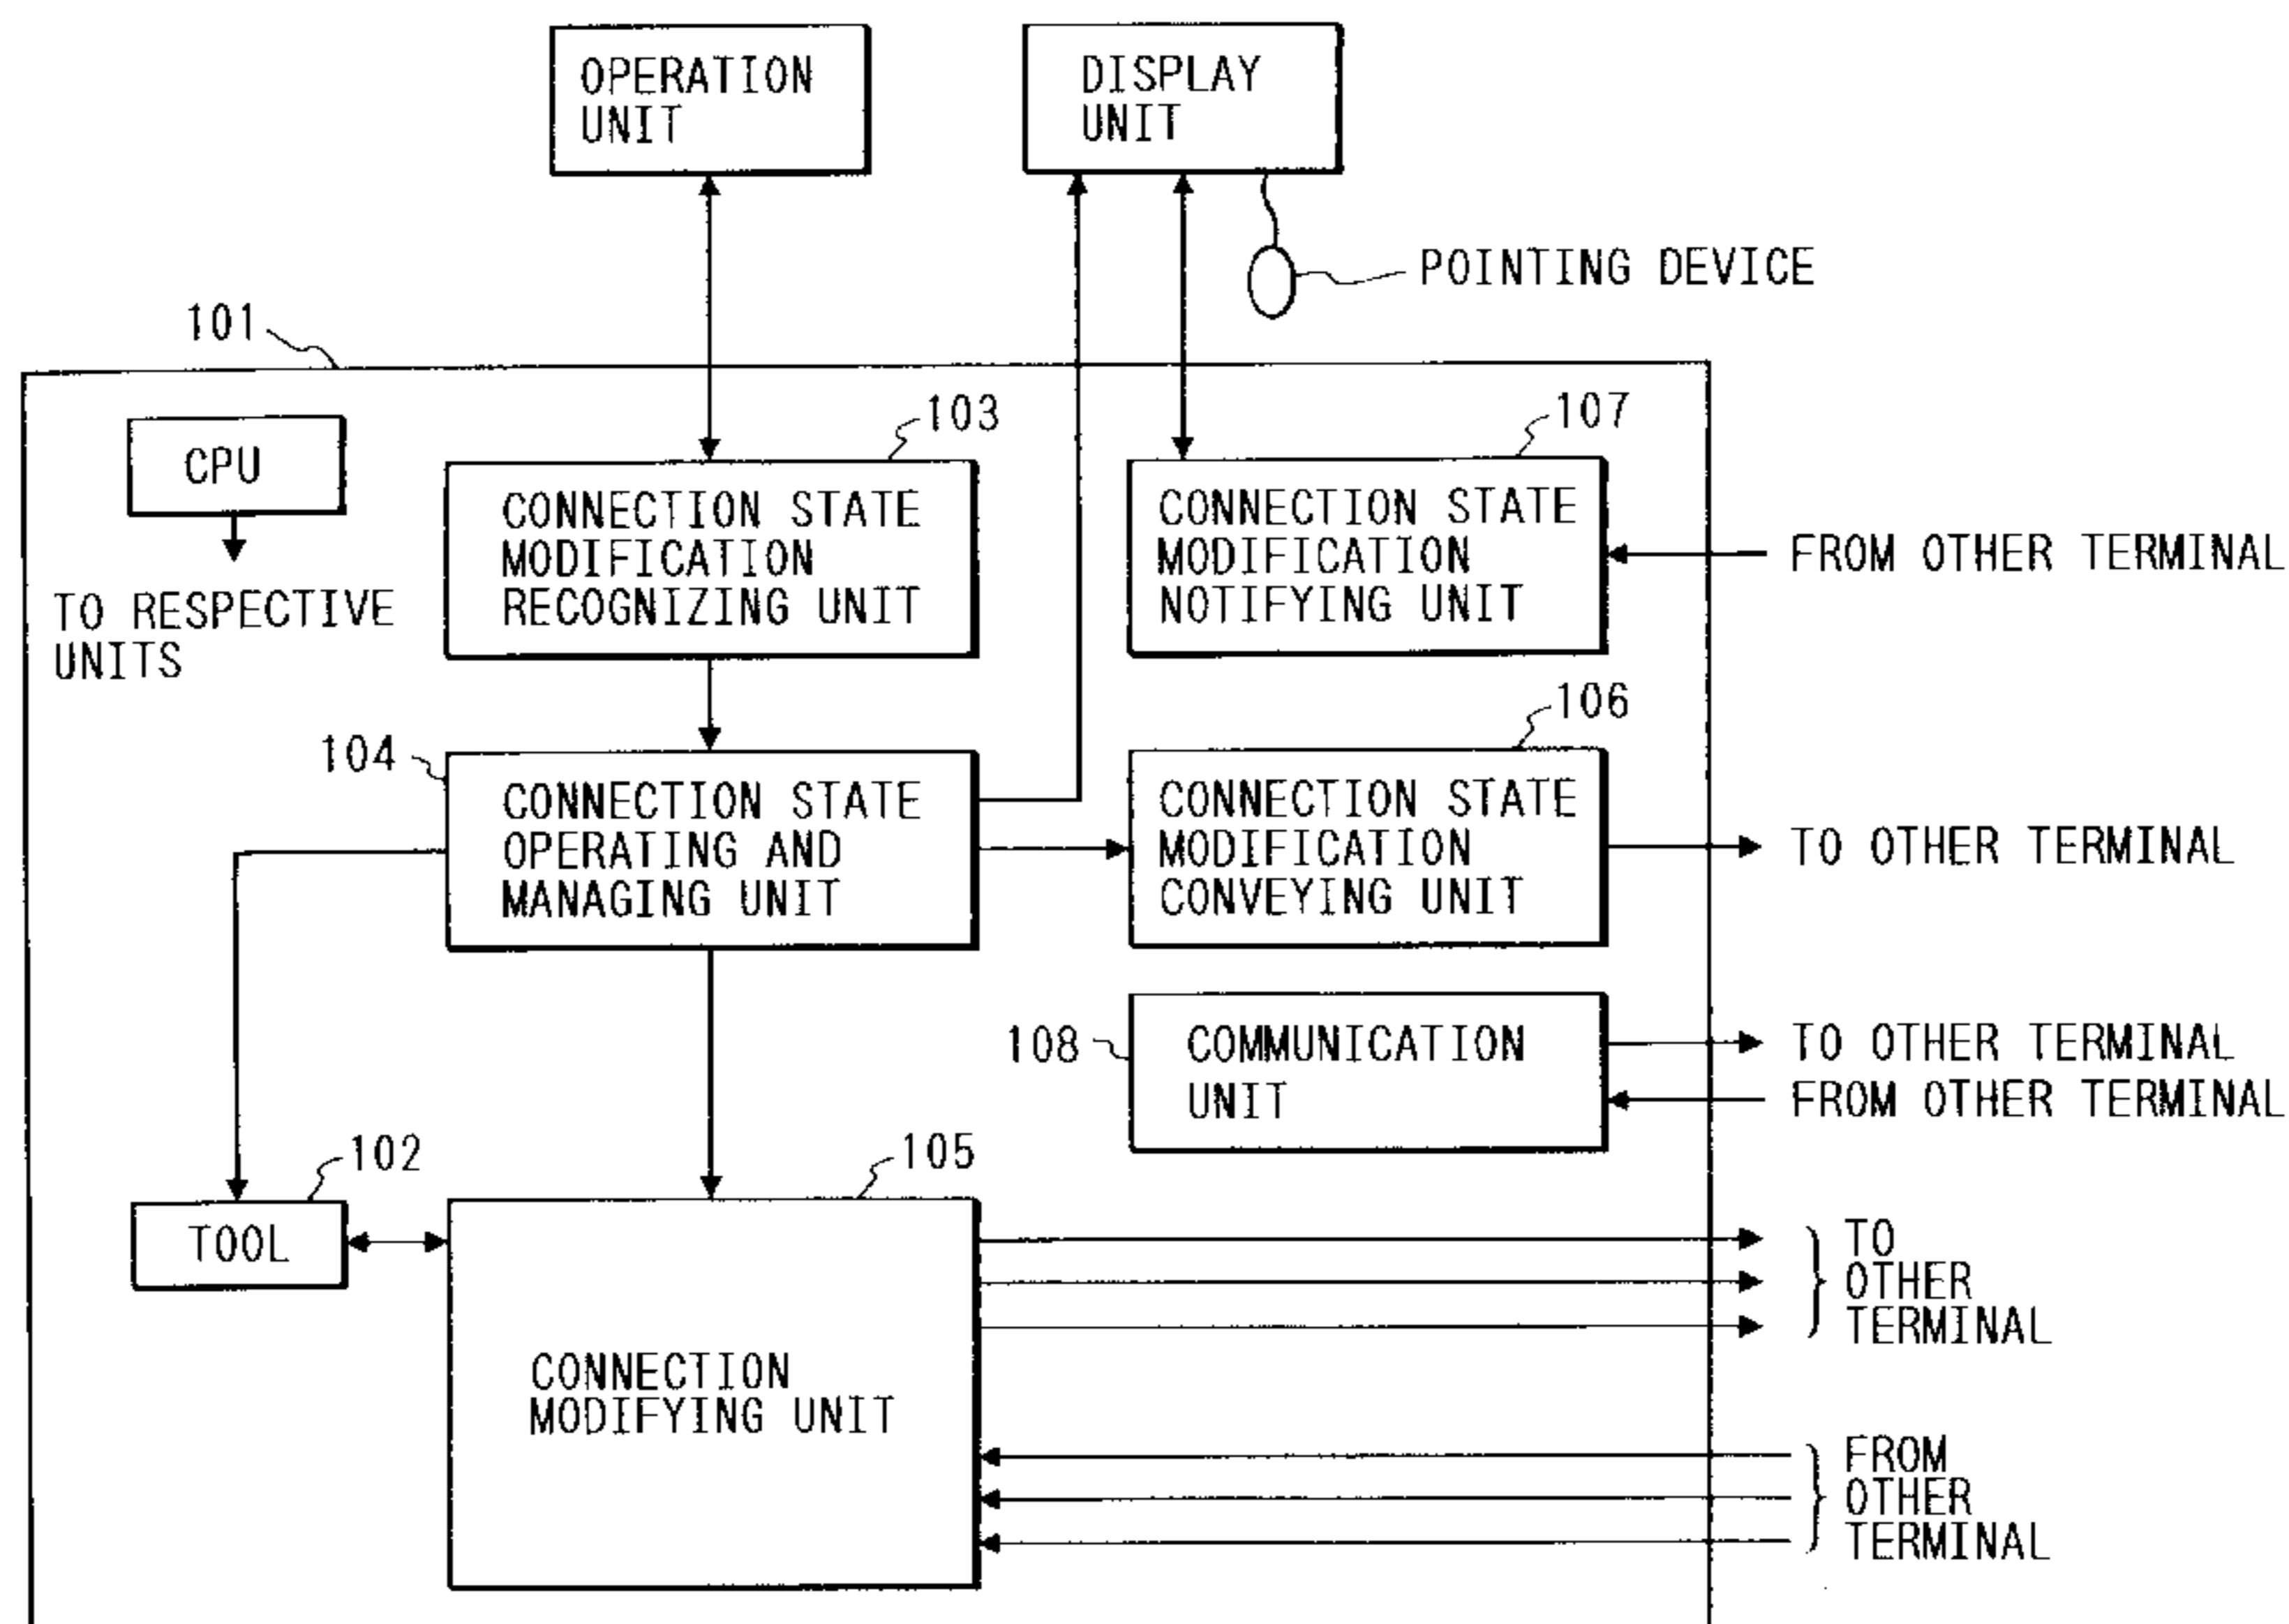 OPERATION
UNIT
DISPLAY
UNIT
POINTING DEVICE
101
CPU
TO RESPECTIVE
UNITS
103
CONNECTION STATE
MODIFICATION
RECOGNIZING UNIT
107
CONNECTION STATE
MODIFICATION
NOTIFYING UNIT
FROM OTHER TERMINAL
104
CONNECTION STATE
OPERATING AND
MANAGING UNIT
106
CONNECTION STATE
MODIFICATION
CONVEYING UNIT
TO OTHER TERMINAL
108
COMMUNICATION
UNIT
TO OTHER TERMINAL
FROM OTHER TERMINAL
102
TOOL
105
CONNECTION
MODIFYING UNIT
TO
OTHER
TERMINAL
FROM
OTHER
TERMINAL